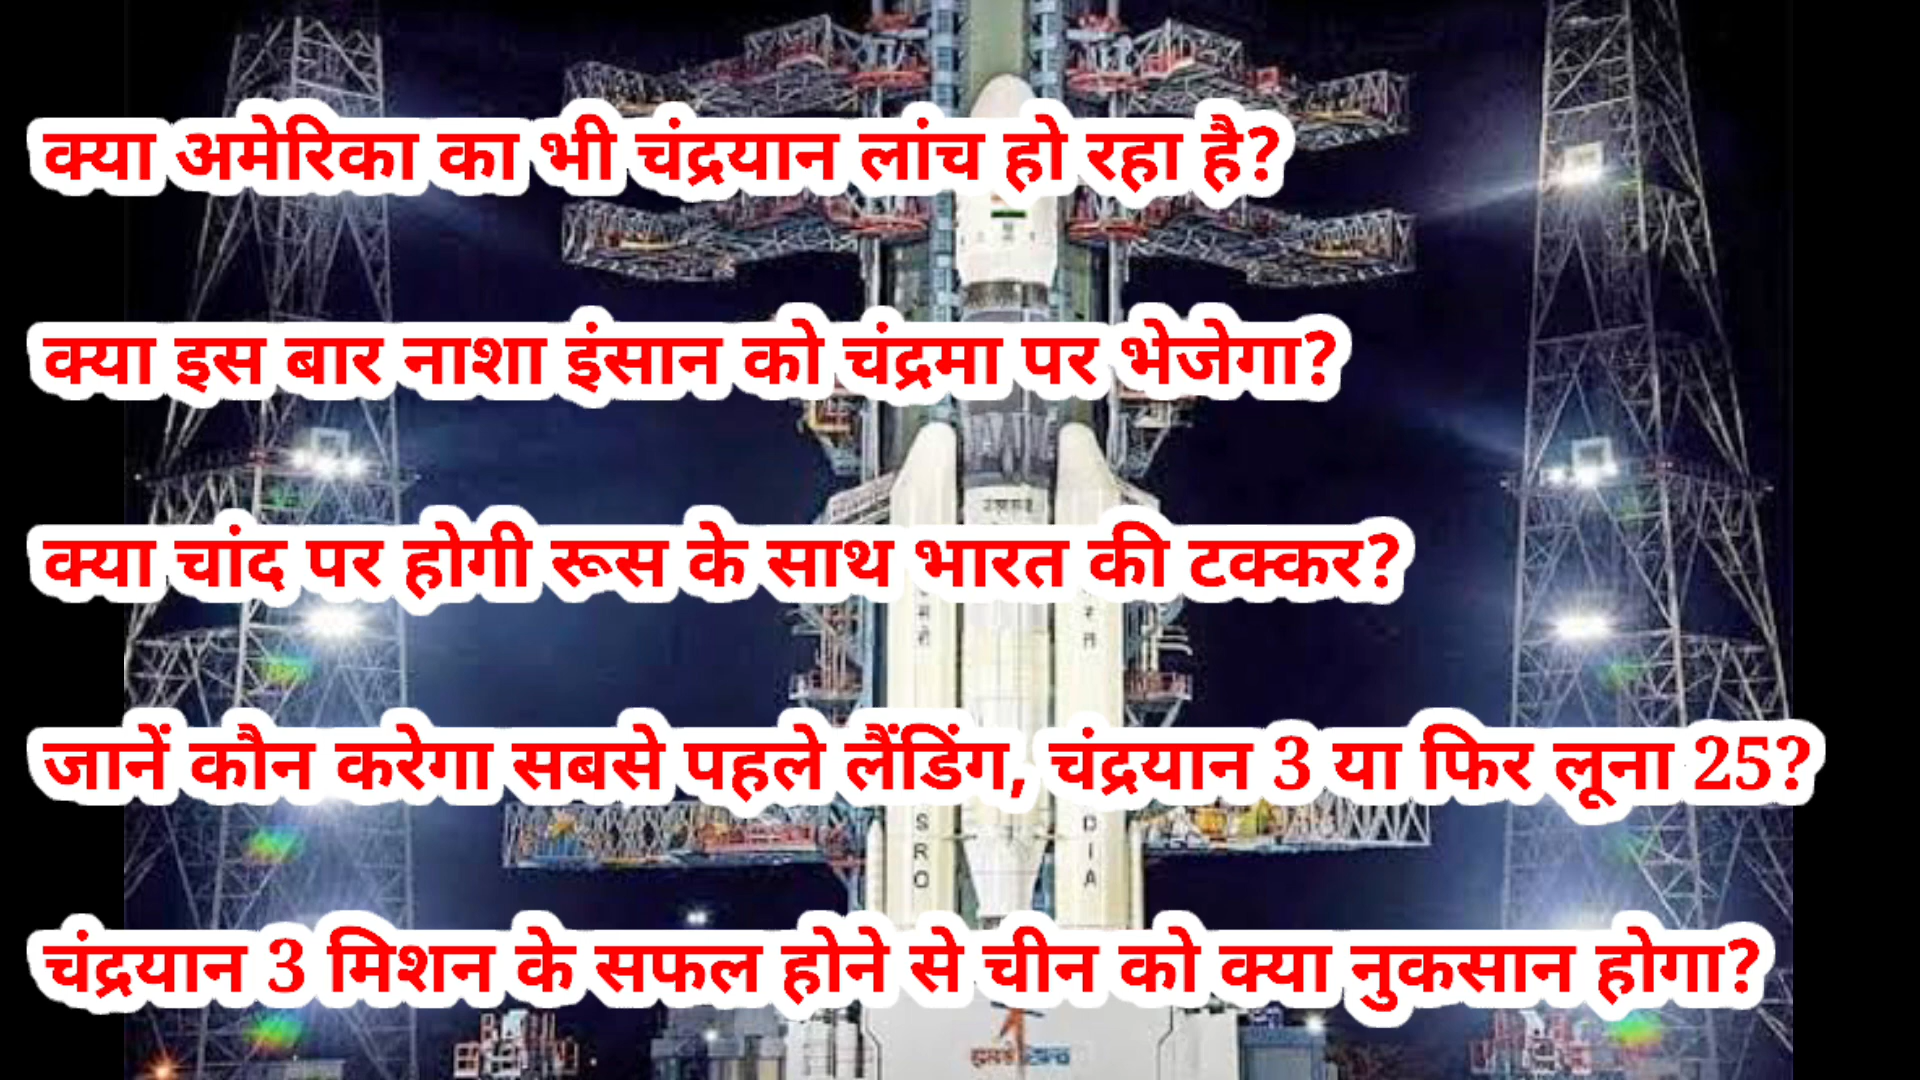 क्या अमेरिका का भी चंद्रयान लांच हो रहा है?
क्या इस बार नाशा इंसान को चंद्रमा पर भेजेगा?
क्या चांद पर होगी रूस के साथ भारत की टक्कर?
जानें कौन करेगा सबसे पहले लैंडिंग, चंद्रयान 3 या फिर लूना 25?
S
R
O
D
I
A
चंद्रयान 3 मिशन के सफल होने से चीन को क्या नुकसान होगा?